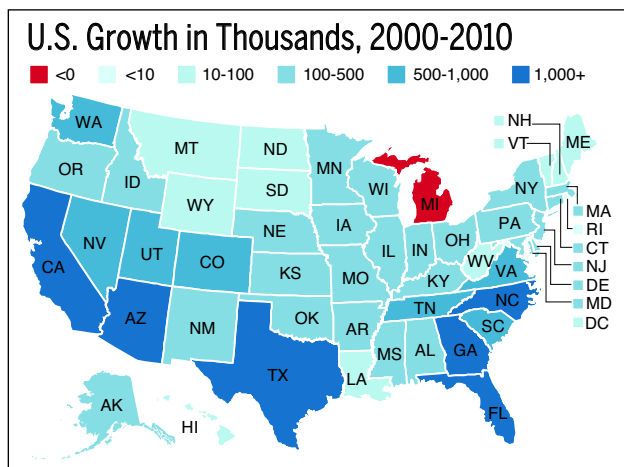 U.S. Growth in Thousands, 2000-2010
<0 <10 10-100 100-500 500-1,000 1,000+
WA
OR
ID
MT
ND
MN
SD
WY
WI
MI
NH
VT
ME
NY
MA
RI
CT
NJ
DE
MD
DC
PA
NV
UT
CO
NE
IA
IL
IN
OH
WV
VA
CA
KS
MO
KY
TN
NC
SC
AZ
NM
OK
AR
MS
AL
GA
TX
LA
FL
AK
HI